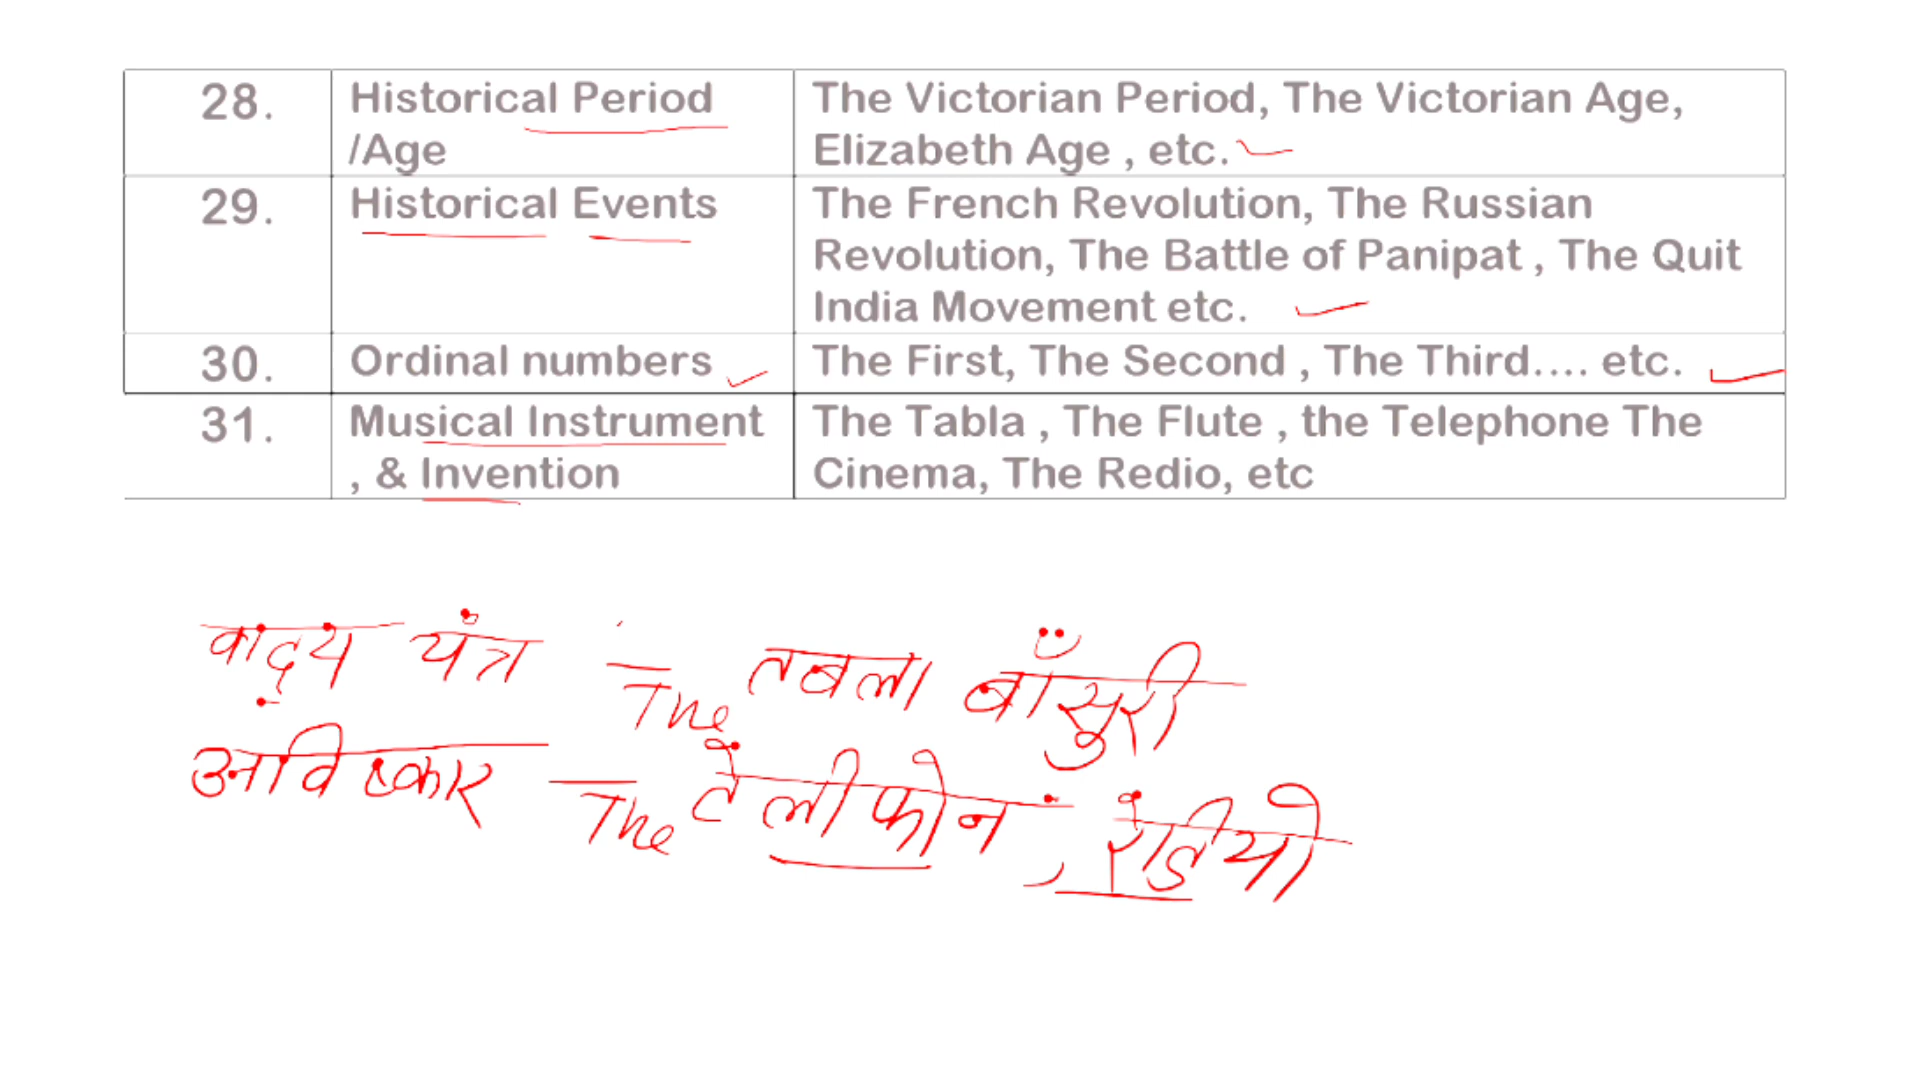 28. Historical Period The Victorian Period, The Victorian Age,
/Age Elizabeth Age , etc.
29. Historical Events The French Revolution, The Russian
Revolution, The Battle of Panipat , The Quit
India Movement etc.
30. Ordinal numbers The First, The Second , The Third.... etc.
31. Musical Instrument The Tabla , The Flute , the Telephone The
, & Invention Cinema, The Redio, etc
वाद्य यंत्र - The तबला बाँसुरी
आविष्कार - The टेलीफोन, रेडियो